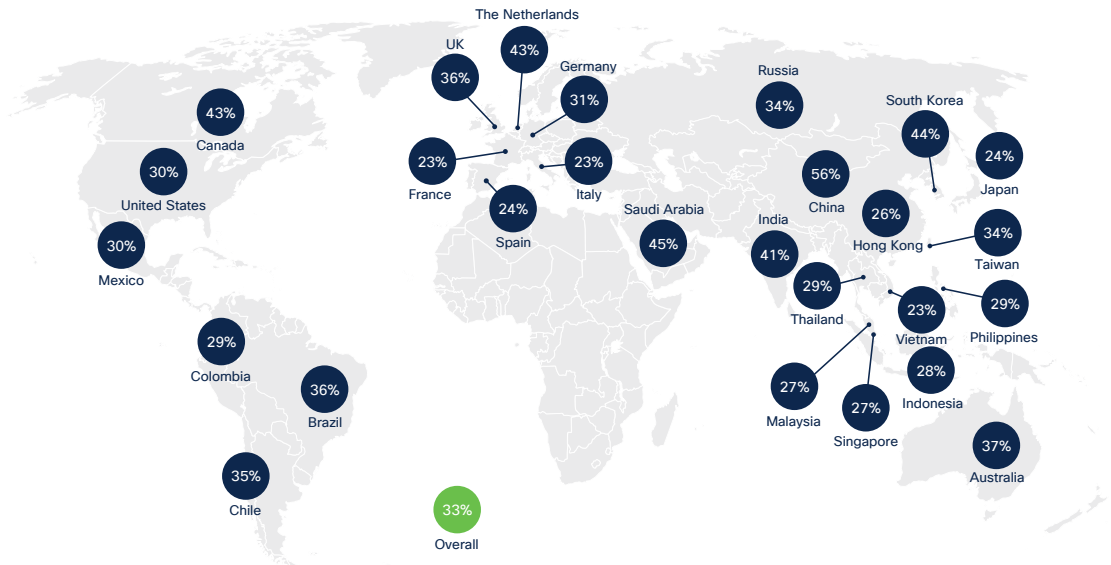 The Netherlands
43%
UK
36%
Germany
31%
Russia
34%
South Korea
44%
43%
Canada
23%
France
23%
Italy
24%
Japan
30%
United States
24%
Spain
56%
China
Saudi Arabia
45%
26%
Hong Kong
India
41%
34%
Taiwan
30%
Mexico
29%
Thailand
23%
Vietnam
29%
Philippines
29%
Colombia
36%
Brazil
27%
Malaysia
27%
Singapore
28%
Indonesia
37%
Australia
35%
Chile
33%
Overall